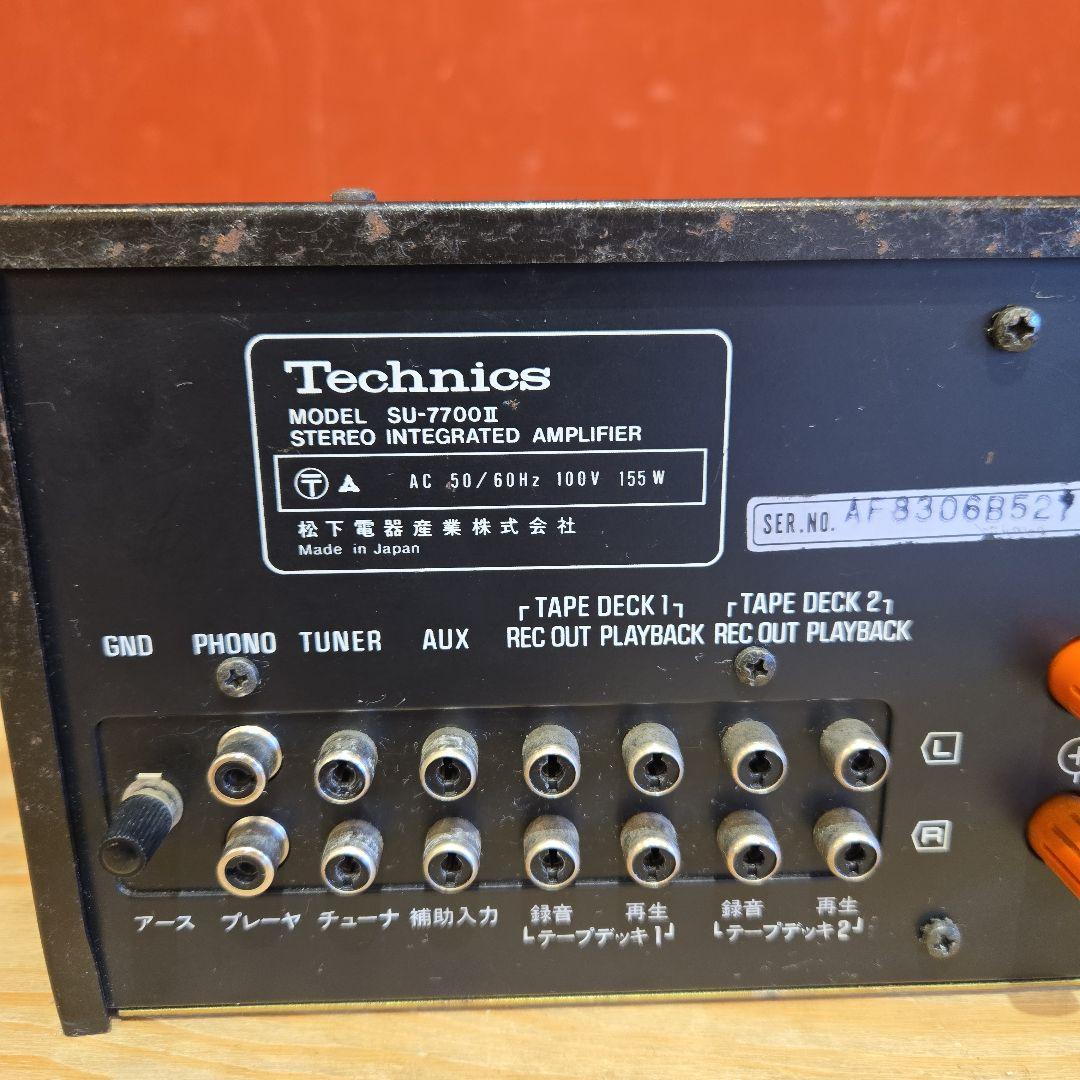 Technics
MODEL SU-7700II
STEREO INTEGRATED AMPLIFIER
T A AC 50/60Hz 100V 155W
松下電器産業株式会社
Made in Japan
SER.NO.
TAPE DECK 1 TAPE DECK 2
GND PHONO TUNER AUX REC OUT PLAYBACK REC OUT PLAYBACK
L
+
R
アース プレーヤ チューナ 補助入力 録音 再生 録音 再生
テープデッキ1 テープデッキ2